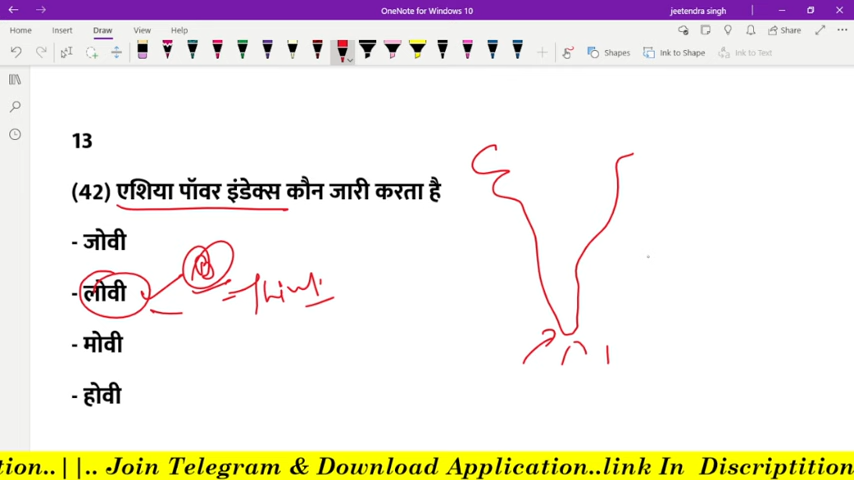 OneNote for Windows 10
jeetendra singh
Home Insert Draw View Help
Share
Shapes Ink to Shape Ink to Text
13
(42) एशिया पॉवर इंडेक्स कौन जारी करता है
- जोवी
- लोवी
- मोवी
- होवी
tion..||.. Join Telegram & Download Application..link In Discriptition